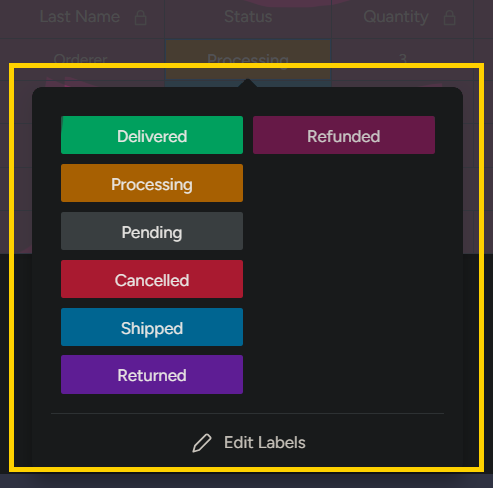 Last Name Status Quantity
Orderer Processing 3
Delivered Refunded
Processing
Pending
Cancelled
Shipped
Returned
Edit Labels